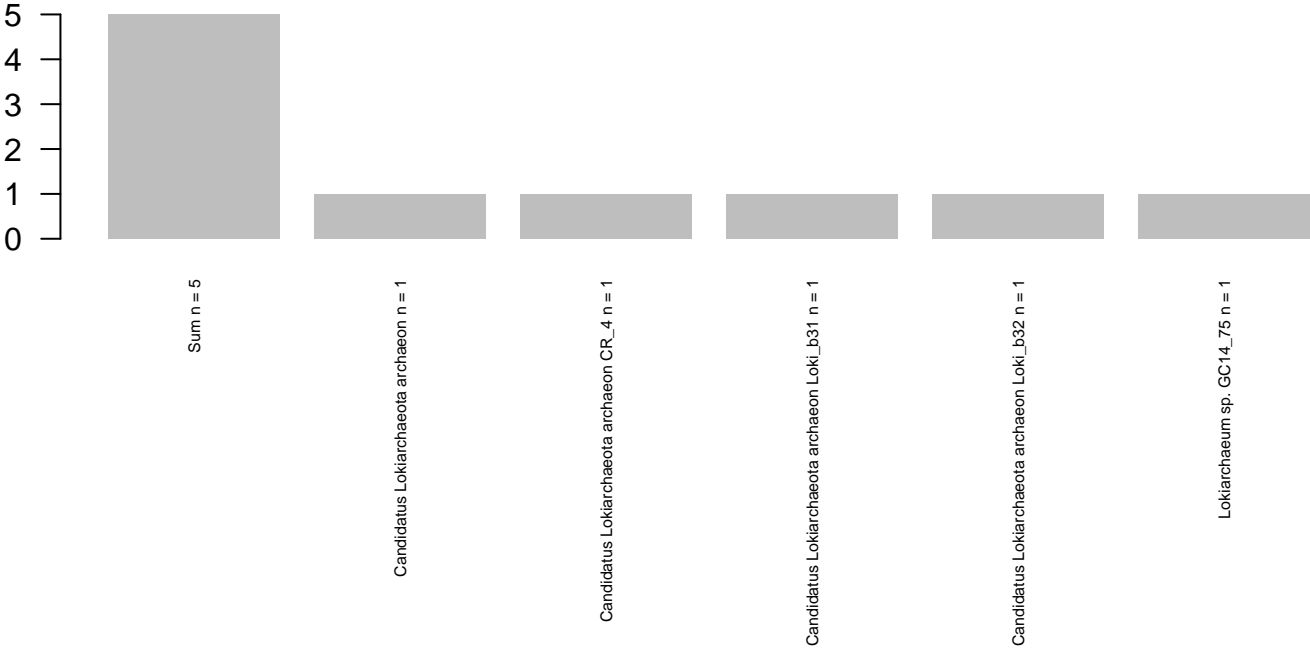 5
4
3
2
1
0
Sum n = 5
Candidatus Lokiarchaeota archaeon n = 1
Candidatus Lokiarchaeota archaeon CR_4 n = 1
Candidatus Lokiarchaeota archaeon Loki_b31 n = 1
Candidatus Lokiarchaeota archaeon Loki_b32 n = 1
Lokiarchaeum sp. GC14_75 n = 1